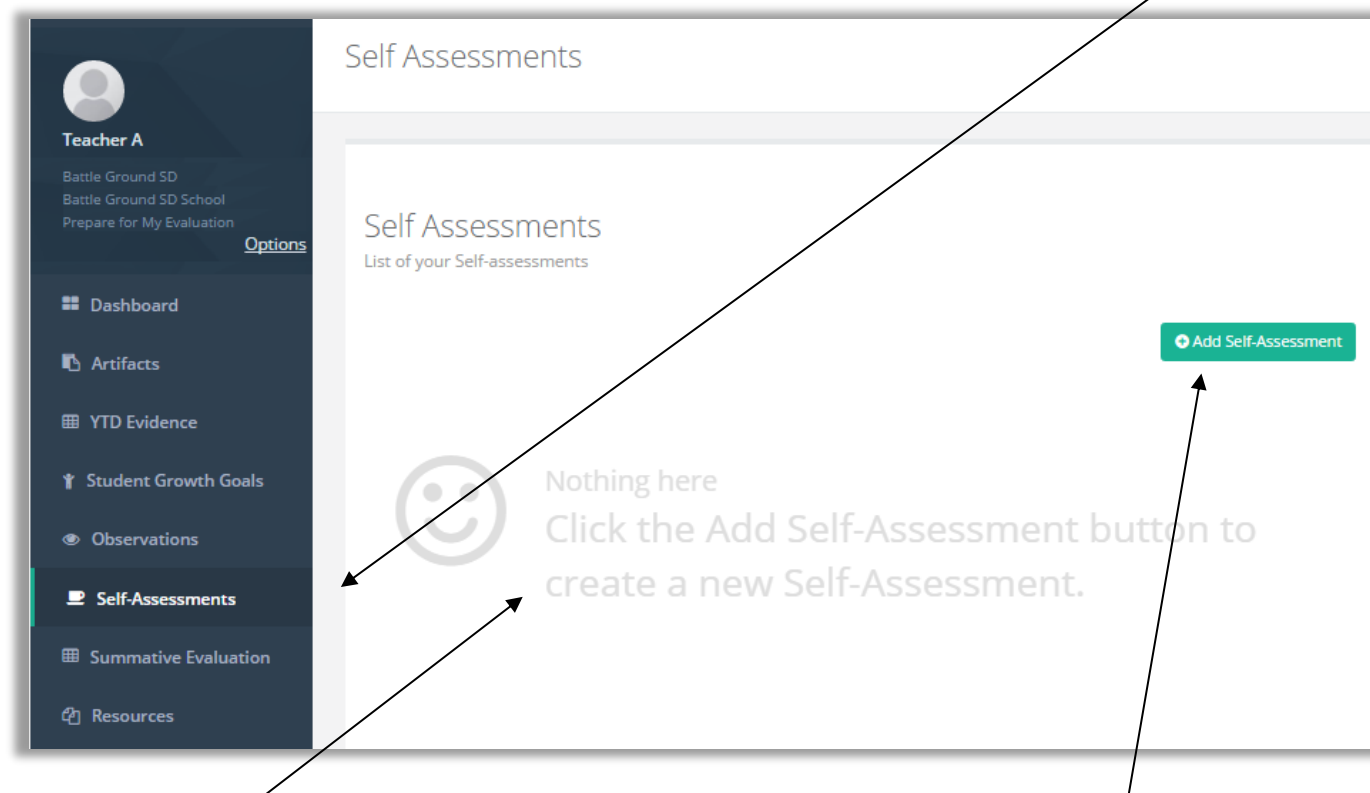 Self Assessments
Teacher A
Battle Ground SD
Battle Ground SD School
Prepare for My Evaluation
Options
Self Assessments
List of your Self-assessments
Dashboard
Add Self-Assessment
Artifacts
YTD Evidence
Student Growth Goals
Observations
Self-Assessments
Summative Evaluation
Resources
Nothing here
Click the Add Self-Assessment button to
create a new Self-Assessment.